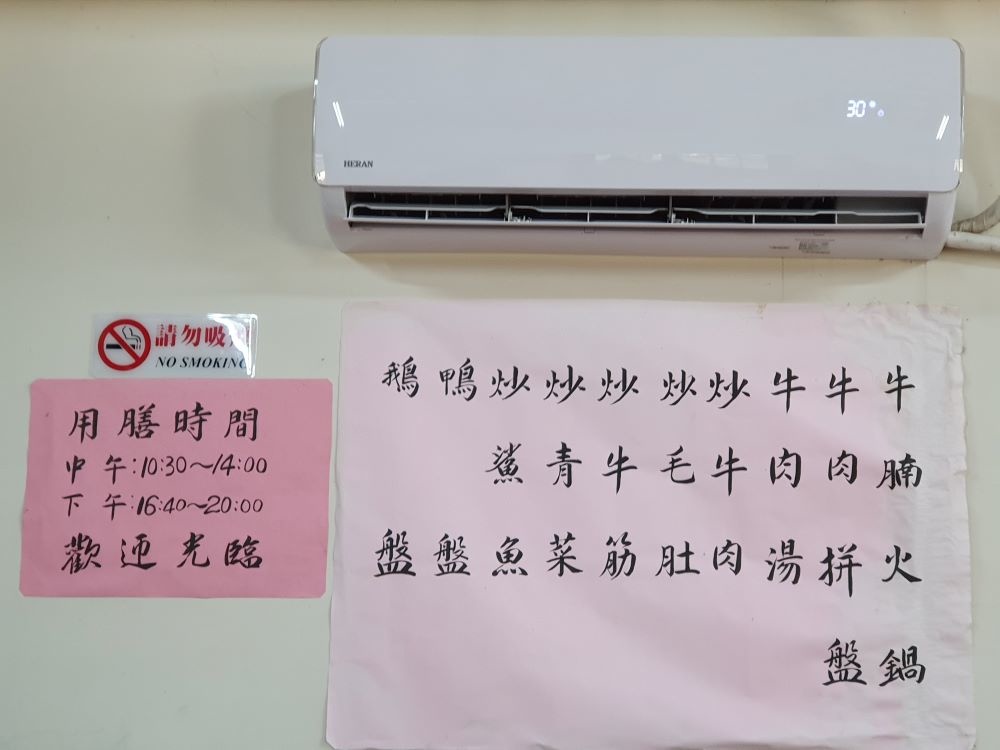 30
HERAN
請勿吸
NO SMOKING
用膳時間
中午:10:30～14:00
下午:16:40～20:00
歡迎光臨
牛腩火鍋
牛肉拼盤
牛肉湯
炒牛肉
炒毛肚
炒牛筋
炒青菜
炒鯊魚
鴨盤
鵝盤